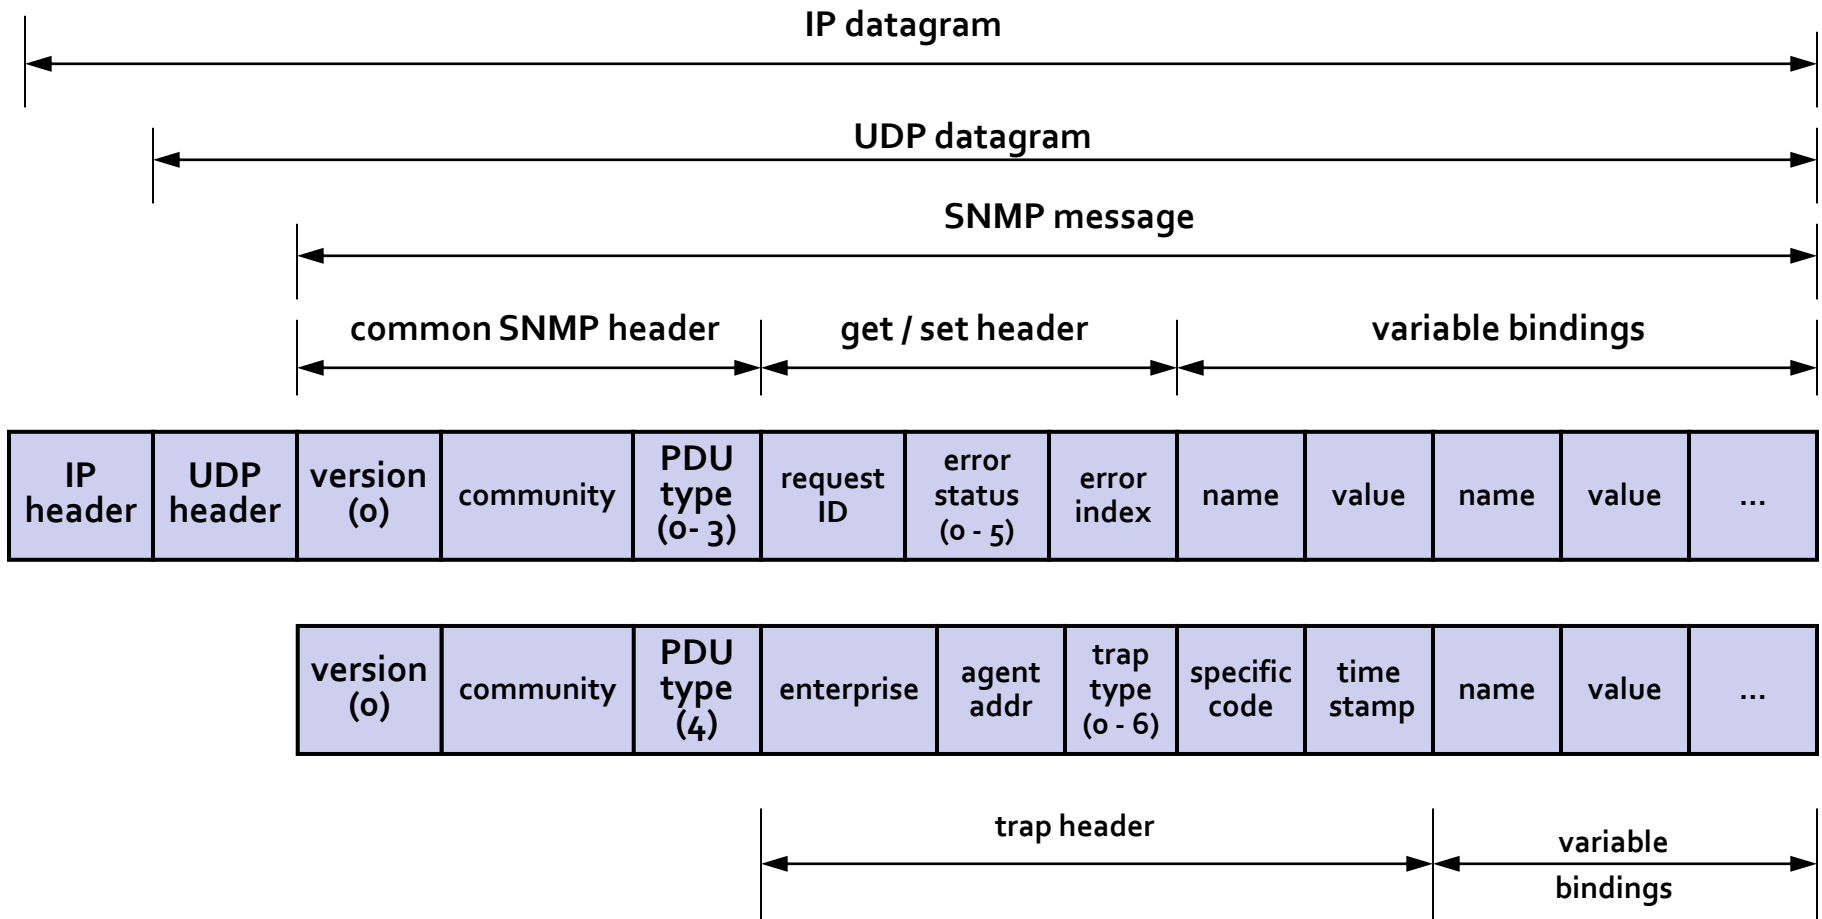 IP datagram
UDP datagram
SNMP message
common SNMP header
get / set header
variable bindings
IP
header
UDP
header
version
(0)
community
PDU
type
(0- 3)
request
ID
error
status
(0 - 5)
error
index
name
value
name
value
...
version
(0)
community
PDU
type
(4)
enterprise
agent
addr
trap
type
(0 - 6)
specific
code
time
stamp
name
value
...
trap header
variable
bindings